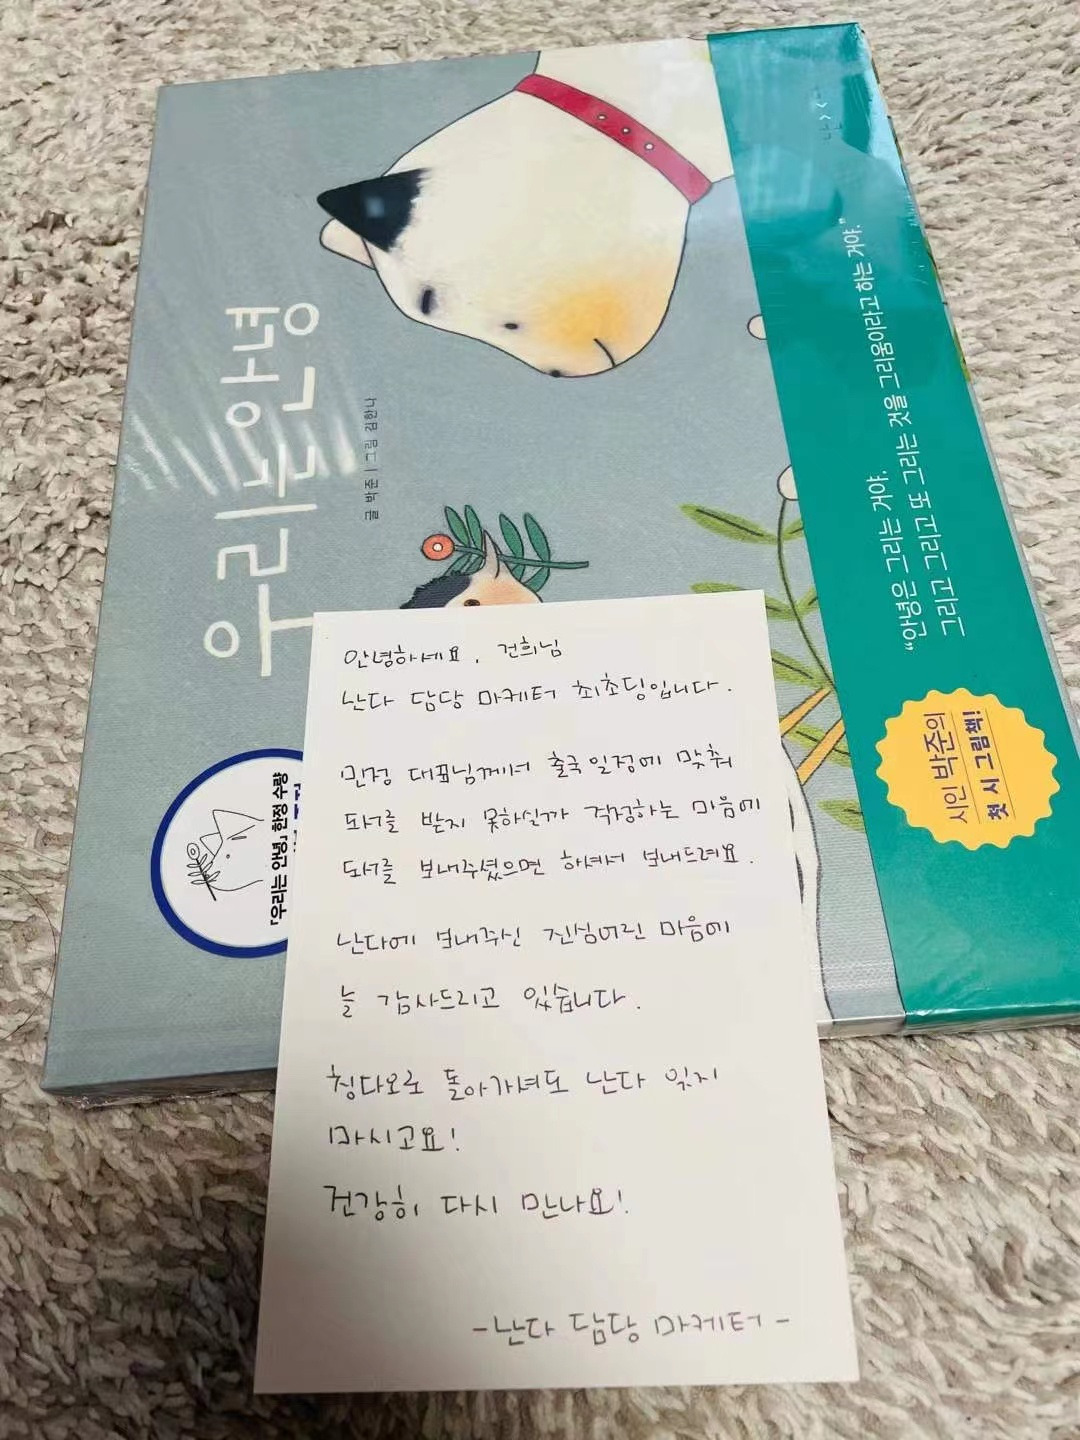 우리는 안녕
글 박준 | 그림 김한나
난다
"안녕은 그리는 거야.
그리고 그리고 또 그리는 것을 그리움이라고 하는 거야."
시인 박준의
첫 시 그림책!
「우리는 안녕」 한정 수량
안녕하세요, 건희님
난다 담당 마케터 최초딩입니다.
민정 대표님께서 출국 일정에 맞춰
도서를 받지 못하실까 걱정하는 마음에
도서를 보내주셨으면 하셔서 보내드려요.
난다에 보내주신 진심어린 마음에
늘 감사드리고 있습니다.
칭다오로 돌아가셔도 난다 잊지
마시고요!
건강히 다시 만나요!
-난다 담당 마케터-